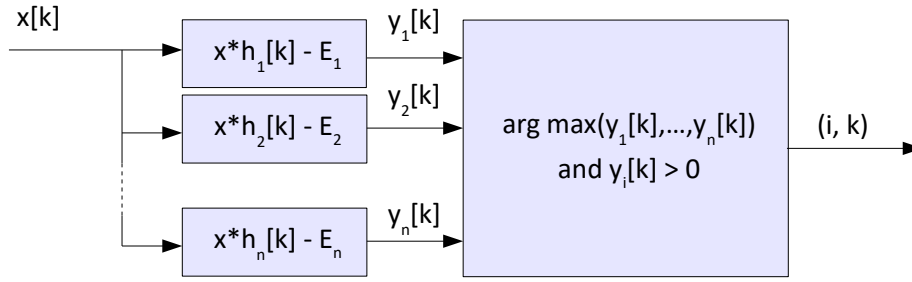 x[k]
x*h₁[k] - E₁
y₁[k]
x*h₂[k] - E₂
y₂[k]
x*hₙ[k] - Eₙ
yₙ[k]
arg max(y₁[k],...,yₙ[k])
and yᵢ[k] > 0
(i, k)